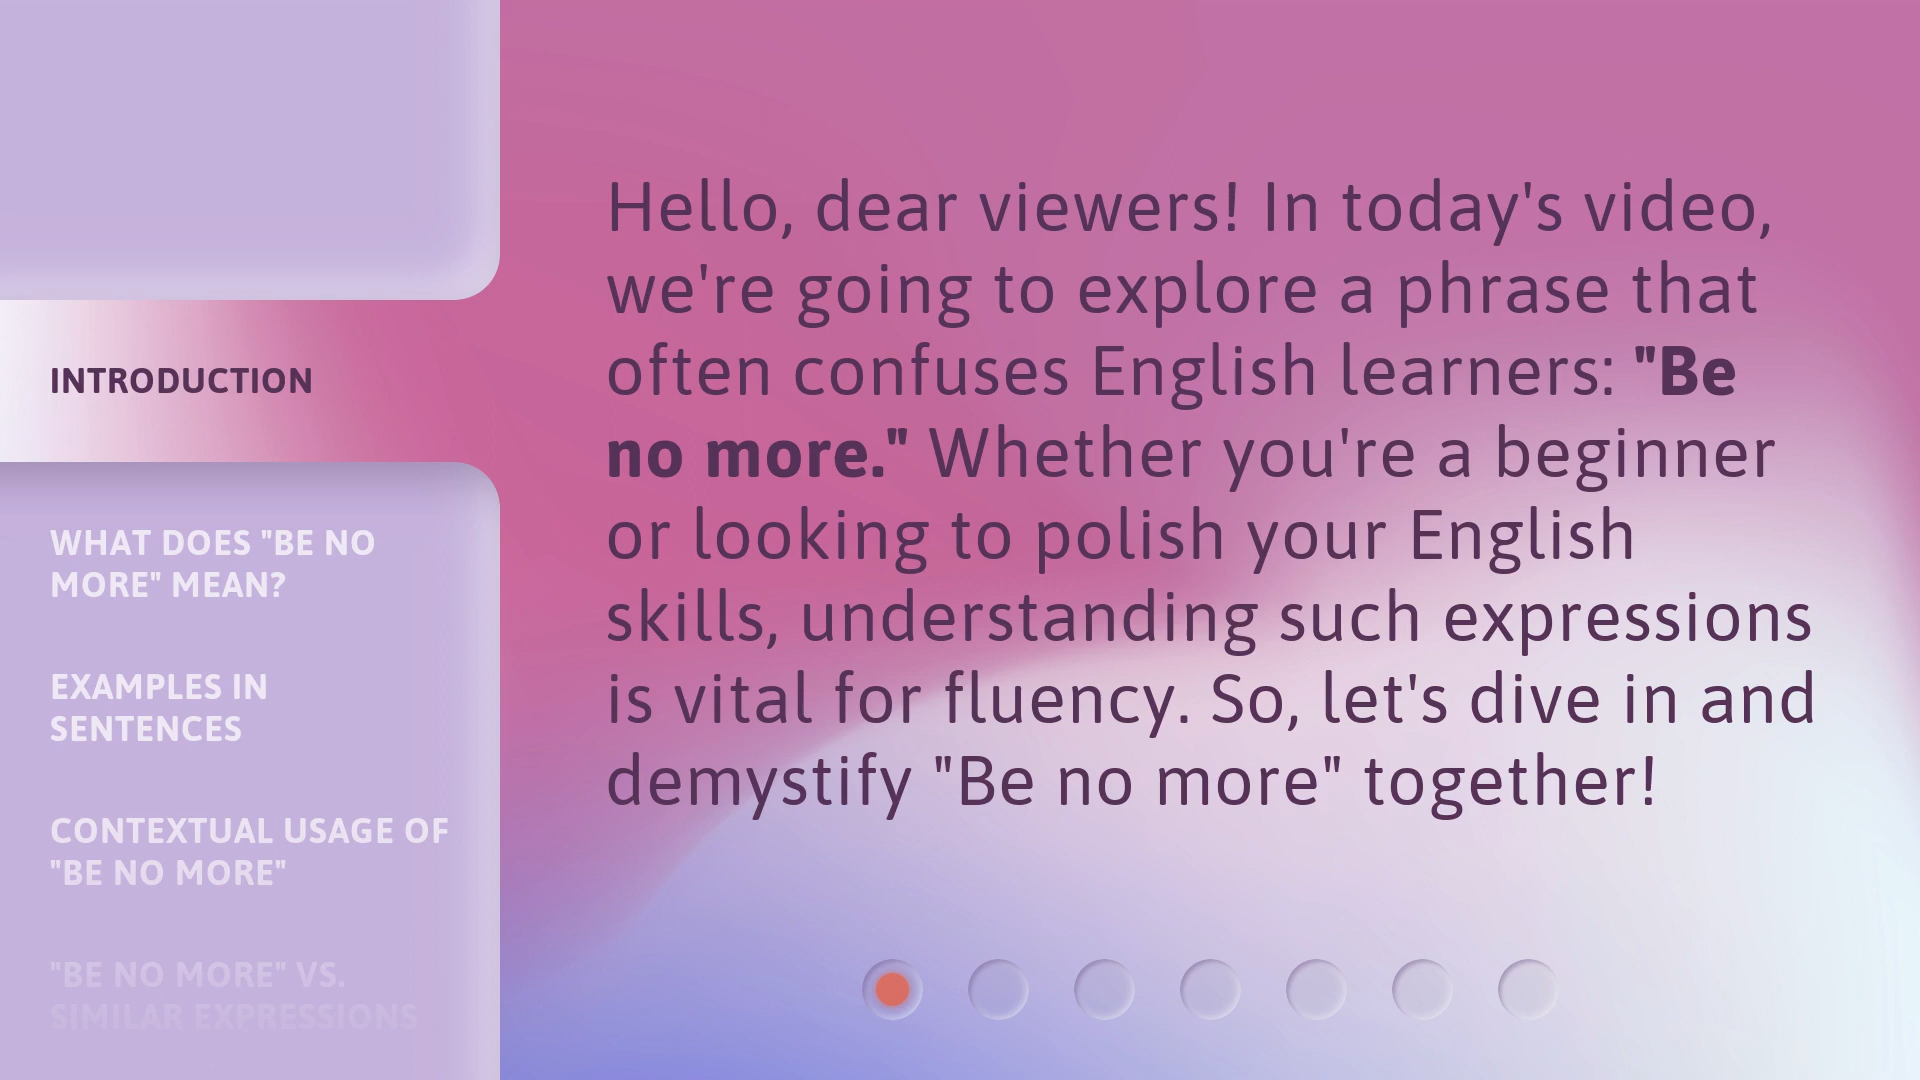 INTRODUCTION
WHAT DOES "BE NO
MORE" MEAN?
EXAMPLES IN
SENTENCES
CONTEXTUAL USAGE OF
"BE NO MORE"
"BE NO MORE" VS.
SIMILAR EXPRESSIONS
Hello, dear viewers! In today's video,
we're going to explore a phrase that
often confuses English learners: "Be
no more." Whether you're a beginner
or looking to polish your English
skills, understanding such expressions
is vital for fluency. So, let's dive in and
demystify "Be no more" together!